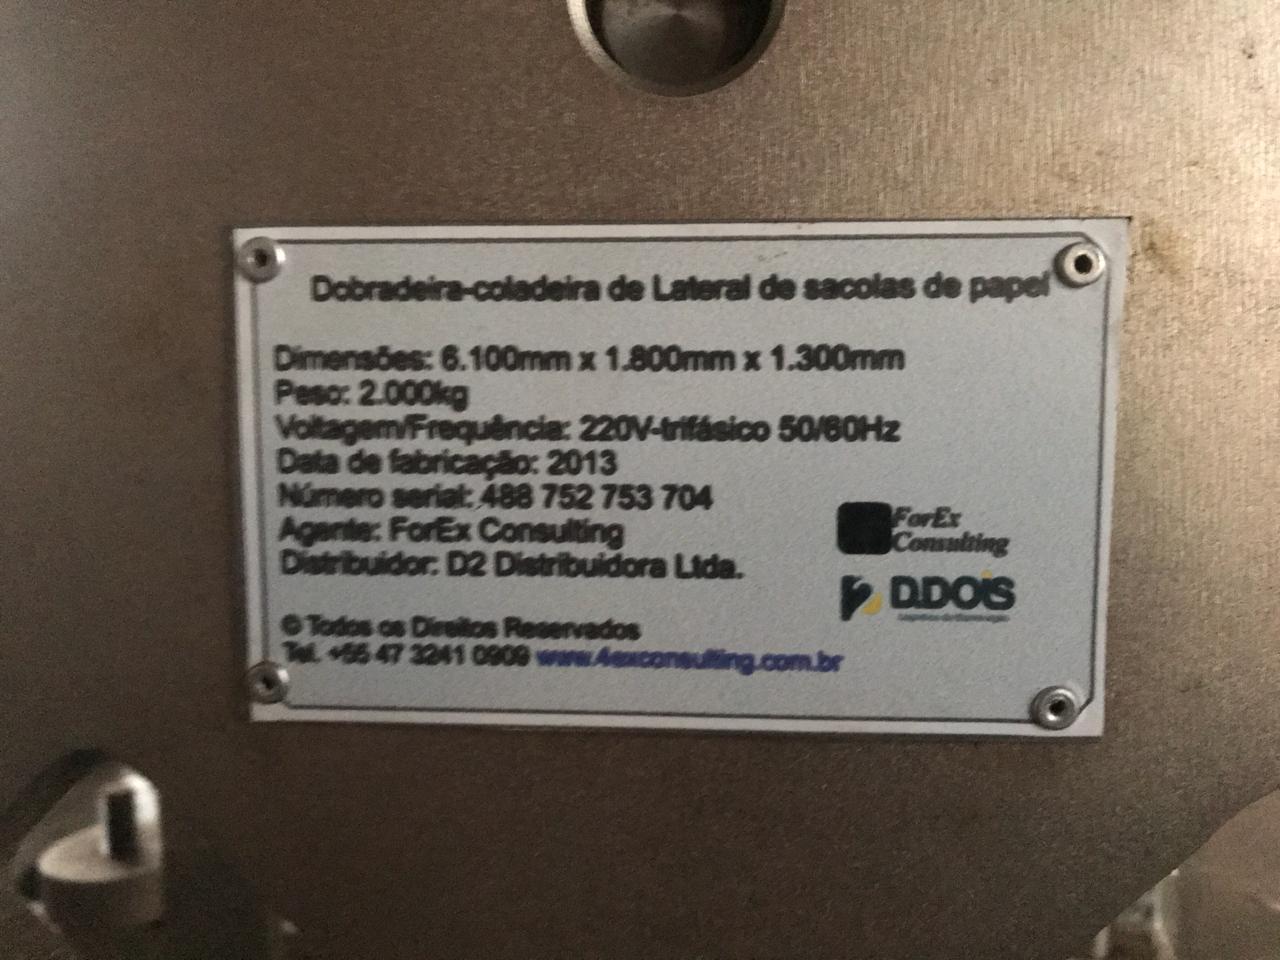 Dobradeira-coladeira de Lateral de sacolas de papel
Dimensões: 6.100mm x 1.800mm x 1.300mm
Peso: 2.000kg
Voltagem/Frequência: 220V-trifásico 50/60Hz
Data de fabricação: 2013
Número serial: 488 752 753 704
Agente: ForEx Consulting
Distribuidor: D2 Distribuidora Ltda.
ForEx
Consulting
D.DOIS
© Todos os Direitos Reservados
Tel. +55 47 3241 0909 www.4exconsulting.com.br